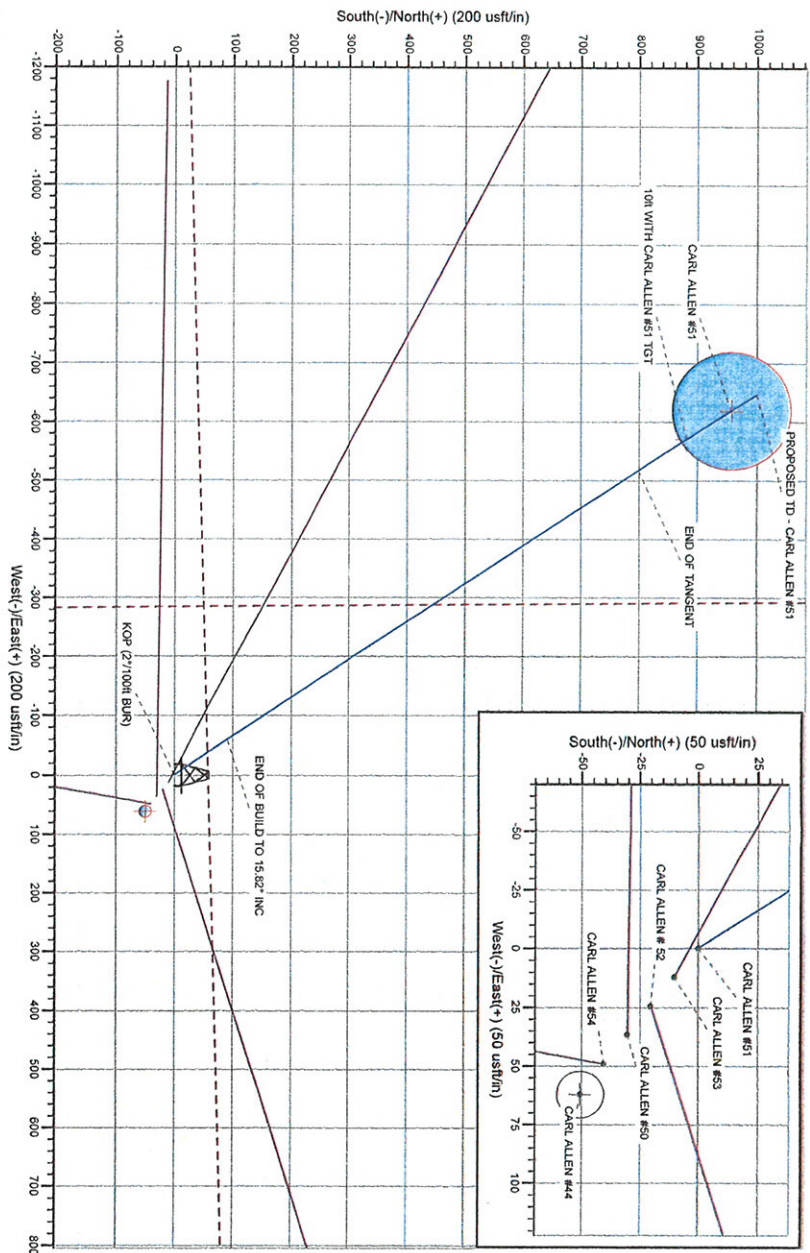 South(-)/North(+) (200 usft/in)
-200
-100
0
100
200
300
400
500
600
700
800
900
1000
-1200
-1100
-1000
-900
-800
-700
-600
-500
-400
-300
-200
-100
0
100
200
300
400
500
600
700
800
West(-)/East(+) (200 usft/in)
10ft WITH CARL ALLEN #51 TGT
CARL ALLEN #51
PROPOSED TD - CARL ALLEN #51
END OF TANGENT
KOP (2°/100ft BUR)
END OF BUILD TO 15.82° INC
South(-)/North(+) (50 usft/in)
-50
-25
0
25
-50
-25
0
25
50
75
100
West(-)/East(+) (50 usft/in)
CARL ALLEN # 52
CARL ALLEN #51
CARL ALLEN #53
CARL ALLEN #54
CARL ALLEN #50
CARL ALLEN #44